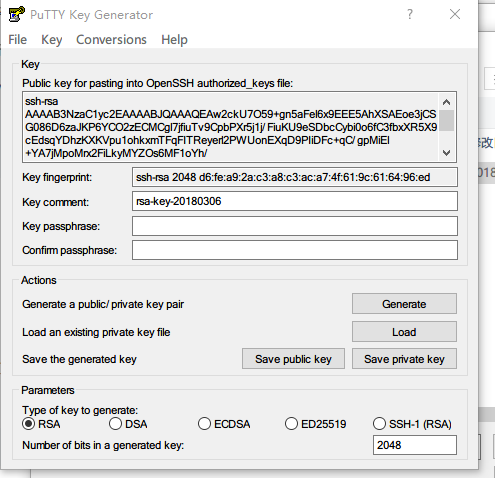 PuTTY Key Generator
File Key Conversions Help
Key
Public key for pasting into OpenSSH authorized_keys file:
ssh-rsa
AAAAB3NzaC1yc2EAAAABJQAAAQEAw2ckU7O59+gn5aFel6x9EEE5AhXSAEoe3jCS
G086D6zaJKP6YCO2zECMCgl7jfiuTv9CpbPXr5j1j/FiuKU9eSDbcCybi0o6fC3fbxXR5X9
cEdsqYDhzKXKVpu1ohkxmTFqFlTReyerl2PWUonEXqD9PIiDFc+qC/gpMiEl
+YA7jMpoMrx2FiLkyMYZOs6MF1oYh/
Key fingerprint: ssh-rsa 2048 d6:fe:a9:2a:c3:a8:c3:ac:a7:4f:61:9c:61:64:96:ed
Key comment: rsa-key-20180306
Key passphrase:
Confirm passphrase:
Actions
Generate a public/private key pair Generate
Load an existing private key file Load
Save the generated key Save public key Save private key
Parameters
Type of key to generate:
RSA DSA ECDSA ED25519 SSH-1 (RSA)
Number of bits in a generated key: 2048